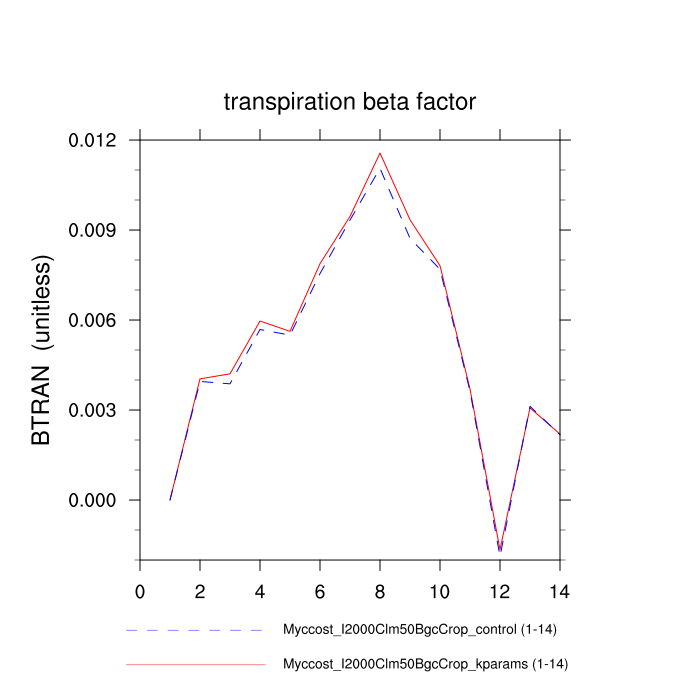 transpiration beta factor
0.012
0.009
0.006
0.003
0.000
BTRAN (unitless)
0 2 4 6 8 10 12 14
Myccost_I2000Clm50BgcCrop_control (1-14)
Myccost_I2000Clm50BgcCrop_kparams (1-14)